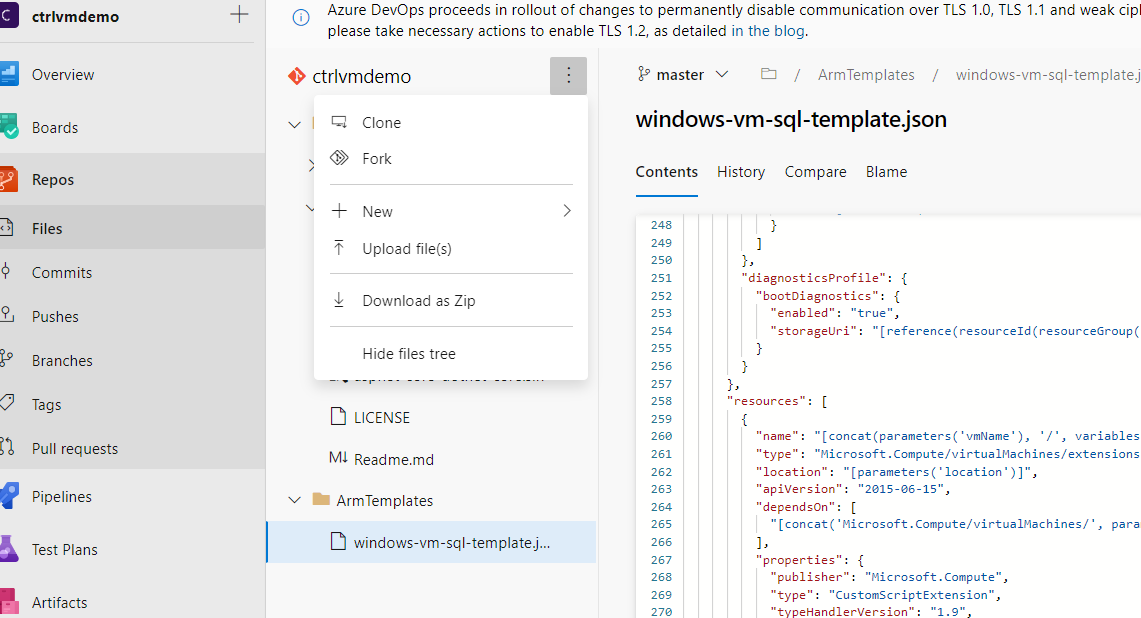 C ctrlvmdemo
Overview
Boards
Repos
Files
Commits
Pushes
Branches
Tags
Pull requests
Pipelines
Test Plans
Artifacts
Azure DevOps proceeds in rollout of changes to permanently disable communication over TLS 1.0, TLS 1.1 and weak ciph
please take necessary actions to enable TLS 1.2, as detailed in the blog.
ctrlvmdemo
Clone
Fork
New
Upload file(s)
Download as Zip
Hide files tree
LICENSE
M↓ Readme.md
ArmTemplates
windows-vm-sql-template.j...
master / ArmTemplates / windows-vm-sql-template.j
windows-vm-sql-template.json
Contents History Compare Blame
248 }
249 ]
250 },
251 "diagnosticsProfile": {
252 "bootDiagnostics": {
253 "enabled": "true",
254 "storageUri": "[reference(resourceId(resourceGroup(
255 }
256 }
257 },
258 "resources": [
259 {
260 "name": "[concat(parameters('vmName'), '/', variables
261 "type": "Microsoft.Compute/virtualMachines/extensions
262 "location": "[parameters('location')]",
263 "apiVersion": "2015-06-15",
264 "dependsOn": [
265 "[concat('Microsoft.Compute/virtualMachines/', para
266 ],
267 "properties": {
268 "publisher": "Microsoft.Compute",
269 "type": "CustomScriptExtension",
270 "typeHandlerVersion": "1.9",